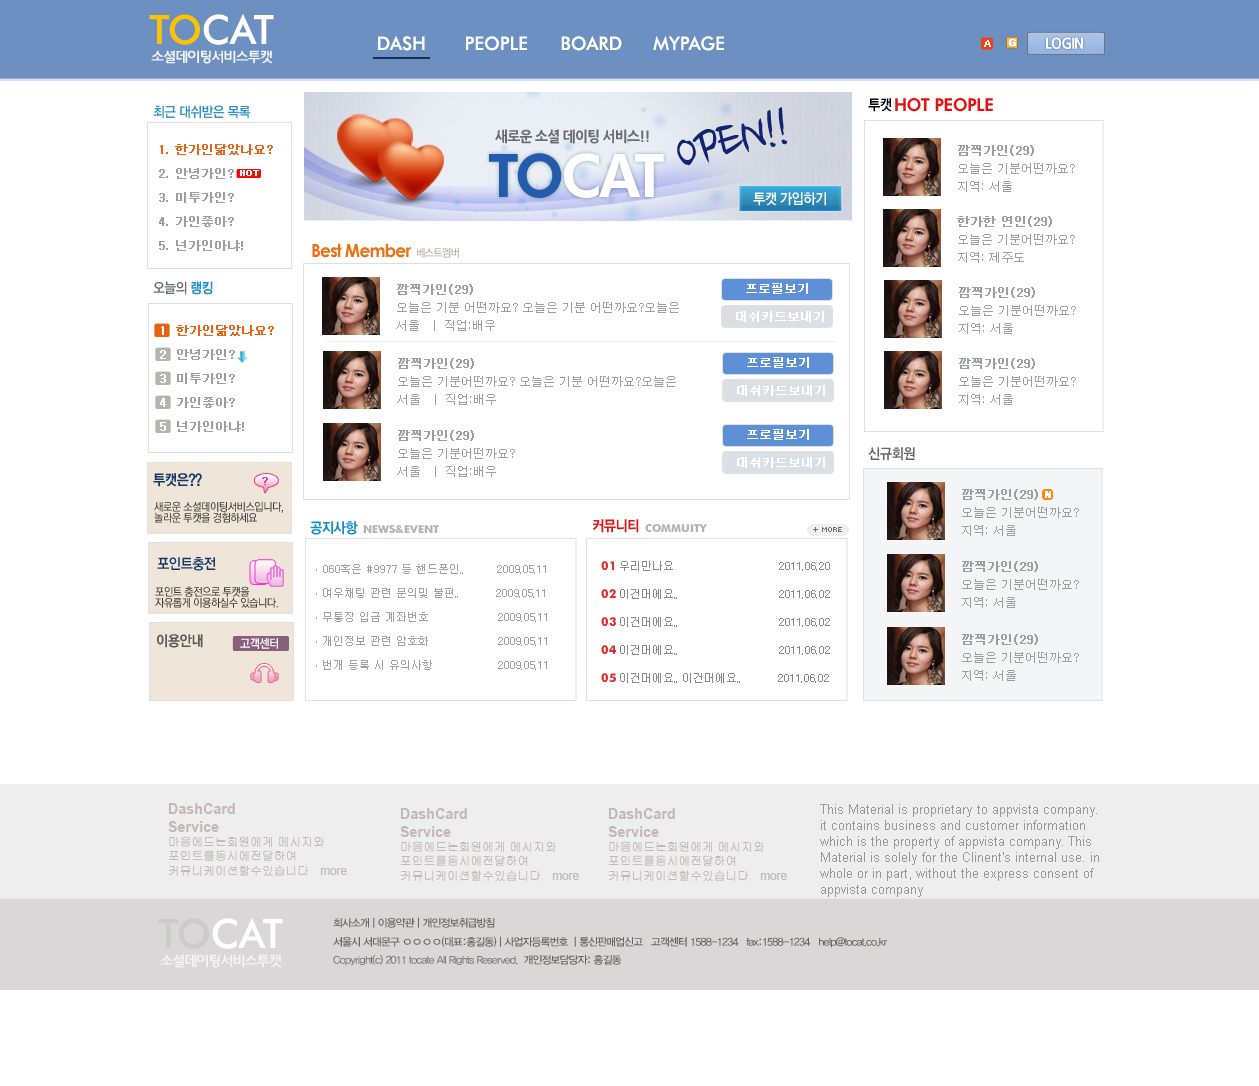 TOCAT
소셜데이팅서비스투캣
DASH
PEOPLE
BOARD
MYPAGE
A
G
LOGIN
최근 대쉬받은 목록
1. 한가인닮았나요?
2. 안녕가인? HOT
3. 미투가인?
4. 가인좋아?
5. 넌가인아냐!
오늘의 랭킹
1 한가인닮았나요?
2 안녕가인?
3 미투가인?
4 가인좋아?
5 넌가인아냐!
투캣은??
?
새로운 소셜데이팅서비스입니다,
놀라운 투캣을 경험하세요
포인트충전
포인트 충전으로 투캣을
자유롭게 이용하실수 있습니다.
이용안내
고객센터
새로운 소셜 데이팅 서비스!!
OPEN!!
TOCAT
투캣 가입하기
Best Member 베스트멤버
깜찍가인(29)
오늘은 기분 어떤까요? 오늘은 기분 어떤까요?오늘은
서울 | 직업:배우
프로필보기
대쉬카드보내기
깜찍가인(29)
오늘은 기분어떤까요? 오늘은 기분 어떤까요?오늘은
서울 | 직업:배우
프로필보기
대쉬카드보내기
깜찍가인(29)
오늘은 기분어떤까요?
서울 | 직업:배우
프로필보기
대쉬카드보내기
공지사항 NEWS&EVENT
· 060혹은 #9977 등 핸드폰인.. 2009.05.11
· 여우채팅 관련 문의및 불편.. 2009.05.11
· 무통장 입금 계좌번호 2009.05.11
· 개인정보 관련 암호화 2009.05.11
· 번개 등록 시 유의사항 2009.05.11
커뮤니티 COMMUITY
+ MORE
01 우리만나요 2011.06.20
02 이건머에요.. 2011.06.02
03 이건머에요.. 2011.06.02
04 이건머에요.. 2011.06.02
05 이건머에요.. 이건머에요.. 2011.06.02
투캣 HOT PEOPLE
깜찍가인(29)
오늘은 기분어떤까요?
지역: 서울
한가한 연인(29)
오늘은 기분어떤까요?
지역: 제주도
깜찍가인(29)
오늘은 기분어떤까요?
지역: 서울
깜찍가인(29)
오늘은 기분어떤까요?
지역: 서울
신규회원
깜찍가인(29) N
오늘은 기분어떤까요?
지역: 서울
깜찍가인(29)
오늘은 기분어떤까요?
지역: 서울
깜찍가인(29)
오늘은 기분어떤까요?
지역: 서울
DashCard
Service
마음에드는회원에게 메시지와
포인트를동시에전달하여
커뮤니케이션할수있습니다 more
DashCard
Service
마음에드는회원에게 메시지와
포인트를동시에전달하여
커뮤니케이션할수있습니다 more
DashCard
Service
마음에드는회원에게 메시지와
포인트를동시에전달하여
커뮤니케이션할수있습니다 more
This Material is proprietary to appvista company.
it contains business and customer information
which is the property of appvista company. This
Material is solely for the Clinent's internal use. in
whole or in part, without the express consent of
appvista company
TOCAT
소셜데이팅서비스투캣
회사소개 | 이용약관 | 개인정보취급방침
서울시 서대문구 ㅇㅇㅇㅇ(대표:홍길동) | 사업자등록번호 | 통신판매업신고 고객센터 1588-1234 fax:1588-1234 help@tocat.co.kr
Copyright(c) 2011 tocate All Rights Reserved. 개인정보담당자: 홍길동